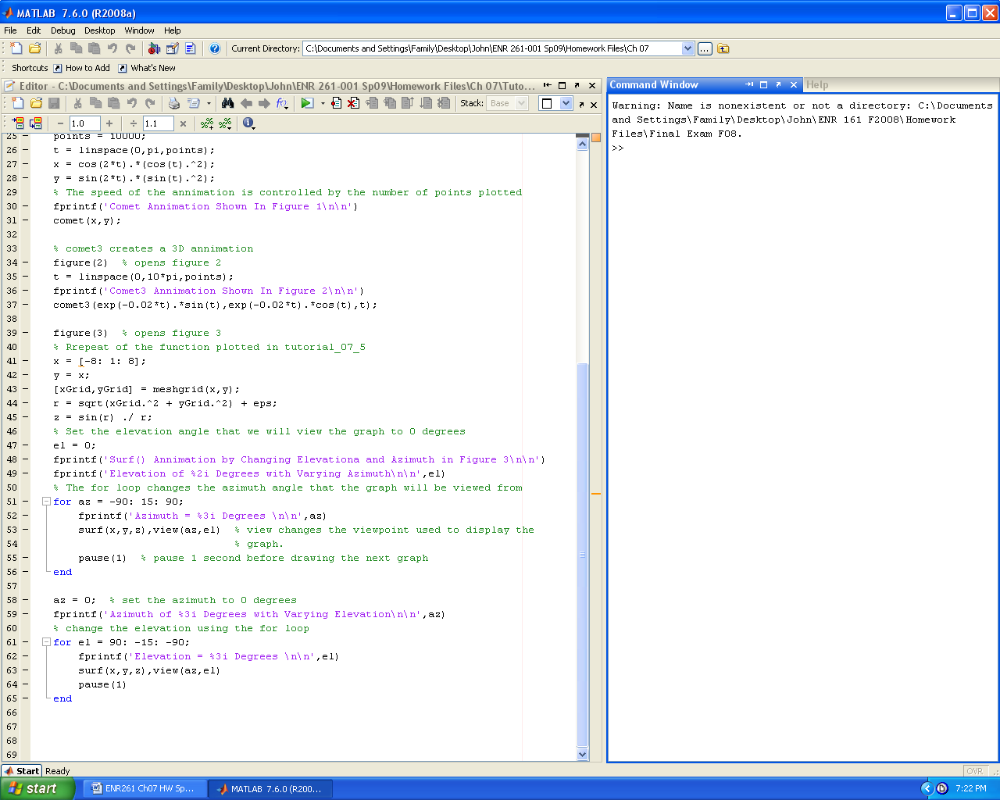 MATLAB 7.6.0 (R2008a)
File Edit Debug Desktop Window Help
Current Directory: C:\Documents and Settings\Family\Desktop\John\ENR 261-001 Sp09\Homework Files\Ch 07
Shortcuts How to Add What's New
Editor - C:\Documents and Settings\Family\Desktop\John\ENR 261-001 Sp09\Homework Files\Ch 07\Tuto...
Stack: Base
1.0 1.1
25 points = 10000;
26 t = linspace(0,pi,points);
27 x = cos(2*t).*(cos(t).^2);
28 y = sin(2*t).*(sin(t).^2);
29 % The speed of the annimation is controlled by the number of points plotted
30 fprintf('Comet Annimation Shown In Figure 1\n\n')
31 comet(x,y);
32
33 % comet3 creates a 3D annimation
34 figure(2) % opens figure 2
35 t = linspace(0,10*pi,points);
36 fprintf('Comet3 Annimation Shown In Figure 2\n\n')
37 comet3(exp(-0.02*t).*sin(t),exp(-0.02*t).*cos(t),t);
38
39 figure(3) % opens figure 3
40 % Rrepeat of the function plotted in tutorial_07_5
41 x = [-8: 1: 8];
42 y = x;
43 [xGrid,yGrid] = meshgrid(x,y);
44 r = sqrt(xGrid.^2 + yGrid.^2) + eps;
45 z = sin(r) ./ r;
46 % Set the elevation angle that we will view the graph to 0 degrees
47 el = 0;
48 fprintf('Surf() Annimation by Changing Elevationa and Azimuth in Figure 3\n\n')
49 fprintf('Elevation of %2i Degrees with Varying Azimuth\n\n',el)
50 % The for loop changes the azimuth angle that the graph will be viewed from
51 for az = -90: 15: 90;
52 fprintf('Azimuth = %3i Degrees \n\n',az)
53 surf(x,y,z),view(az,el) % view changes the viewpoint used to display the
54 % graph.
55 pause(1) % pause 1 second before drawing the next graph
56 end
57
58 az = 0; % set the azimuth to 0 degrees
59 fprintf('Azimuth of %3i Degrees with Varying Elevation\n\n',az)
60 % change the elevation using the for loop
61 for el = 90: -15: -90;
62 fprintf('Elevation = %3i Degrees \n\n',el)
63 surf(x,y,z),view(az,el)
64 pause(1)
65 end
66
67
68
69
Command Window Help
Warning: Name is nonexistent or not a directory: C:\Documents
and Settings\Family\Desktop\John\ENR 161 F2008\Homework
Files\Final Exam F08.
>>
Start Ready OVR
start ENR261 Ch07 HW Sp... MATLAB 7.6.0 (R200... 7:22 PM